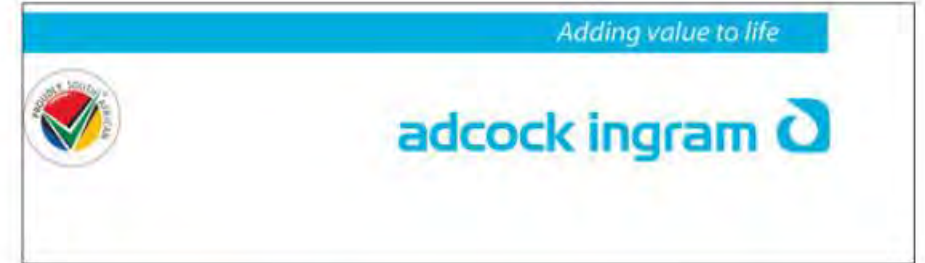 Adding value to life
PROUDLY SOUTH AFRICAN
adcock ingram